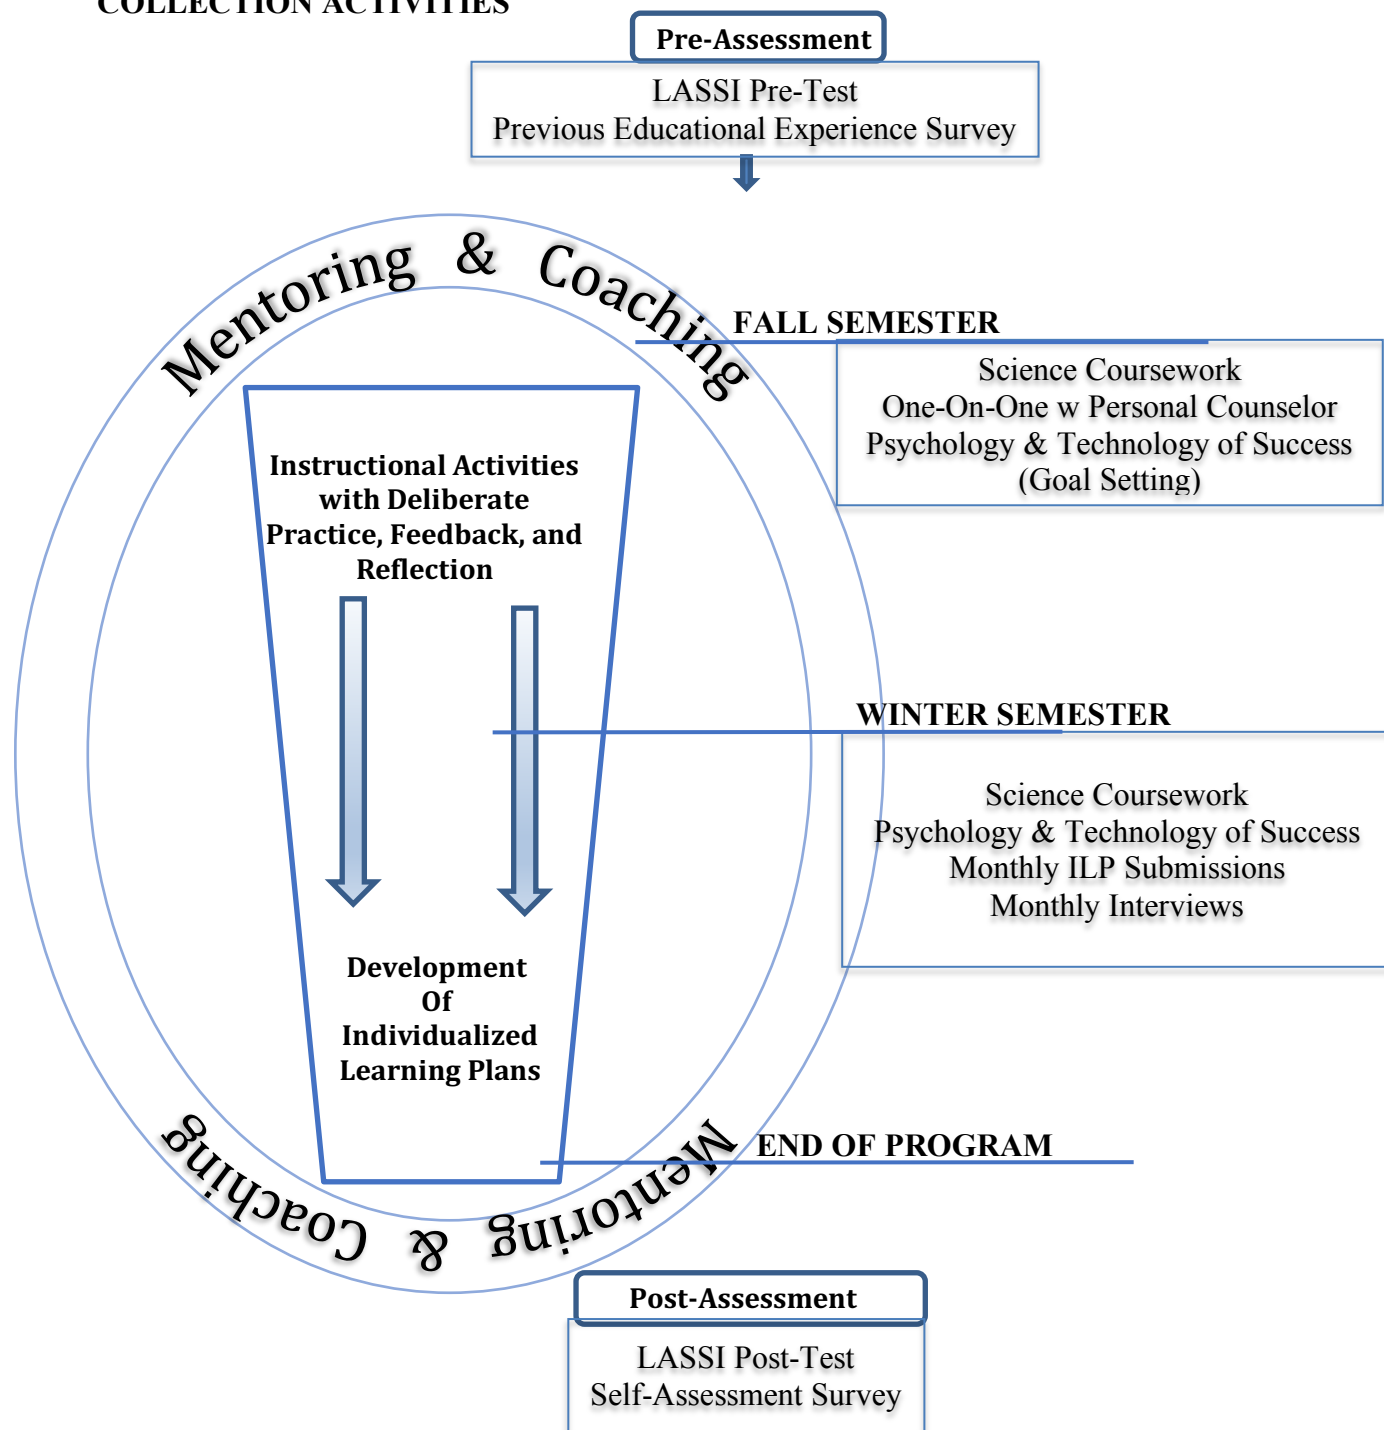 COLLECTION ACTIVITIES
Pre-Assessment
LASSI Pre-Test
Previous Educational Experience Survey
Mentoring & Coaching
FALL SEMESTER
Science Coursework
One-On-One w Personal Counselor
Psychology & Technology of Success
(Goal Setting)
Instructional Activities
with Deliberate
Practice, Feedback, and
Reflection
WINTER SEMESTER
Science Coursework
Psychology & Technology of Success
Monthly ILP Submissions
Monthly Interviews
Development
Of
Individualized
Learning Plans
Mentoring & Coaching
END OF PROGRAM
Post-Assessment
LASSI Post-Test
Self-Assessment Survey